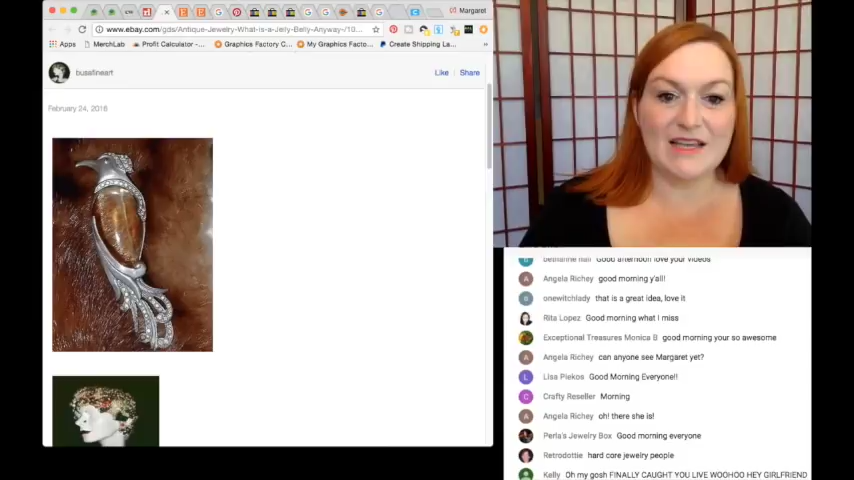 Margaret
www.ebay.com/gds/Antique-Jewelry-What-is-a-Jelly-Belly-Anyway-/10...
Apps MerchLab Profit Calculator -... Graphics Factory C... My Graphics Facto... Create Shipping La...
busafineart Like Share
February 24, 2016
Good afternoon love your videos
Angela Richey good morning y'all!
onewitchlady that is a great idea, love it
Rita Lopez Good morning what I miss
Exceptional Treasures Monica B good morning your so awesome
Angela Richey can anyone see Margaret yet?
Lisa Piekos Good Morning Everyone!!
Crafty Reseller Morning
Angela Richey oh! there she is!
Perla's Jewelry Box Good morning everyone
Retrodottie hard core jewelry people
Kelly Oh my gosh FINALLY CAUGHT YOU LIVE WOOHOO HEY GIRLFRIEND